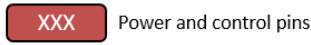 XXX Power and control pins